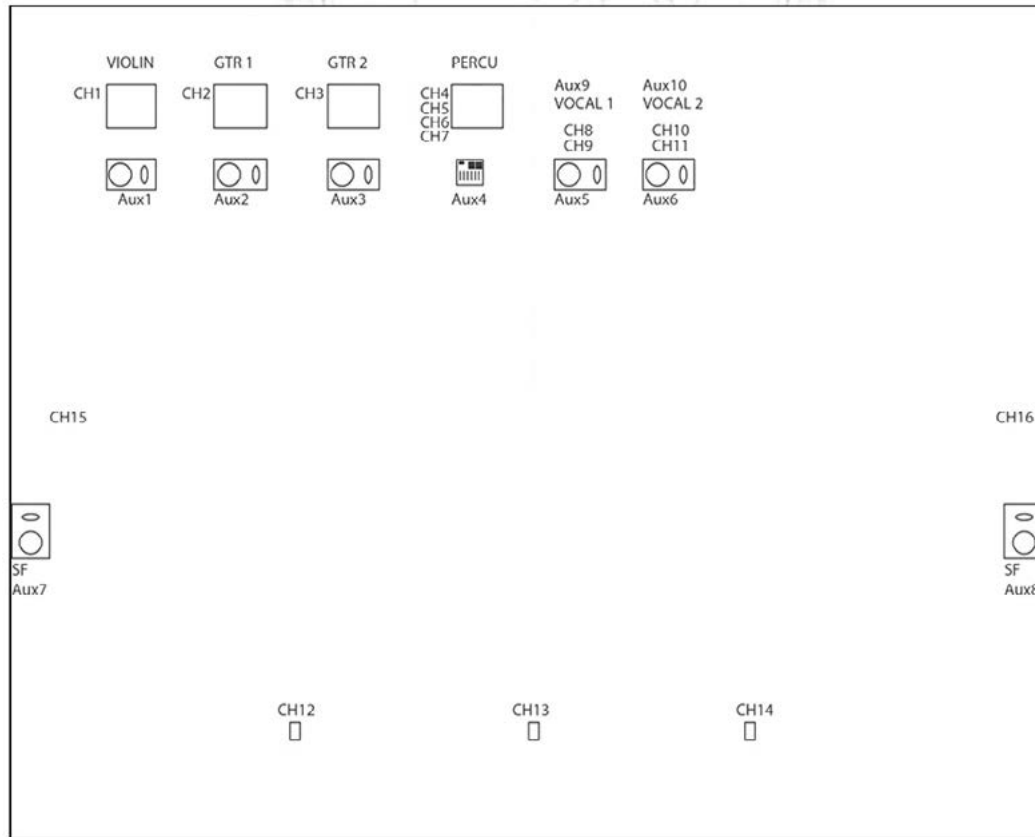 VIOLIN
GTR 1
GTR 2
PERCU
CH1
CH2
CH3
CH4
CH5
CH6
CH7
Aux9
VOCAL 1
CH8
CH9
Aux10
VOCAL 2
CH10
CH11
Aux1
Aux2
Aux3
Aux4
Aux5
Aux6
CH15
CH16
SF
Aux7
SF
Aux8
CH12
CH13
CH14